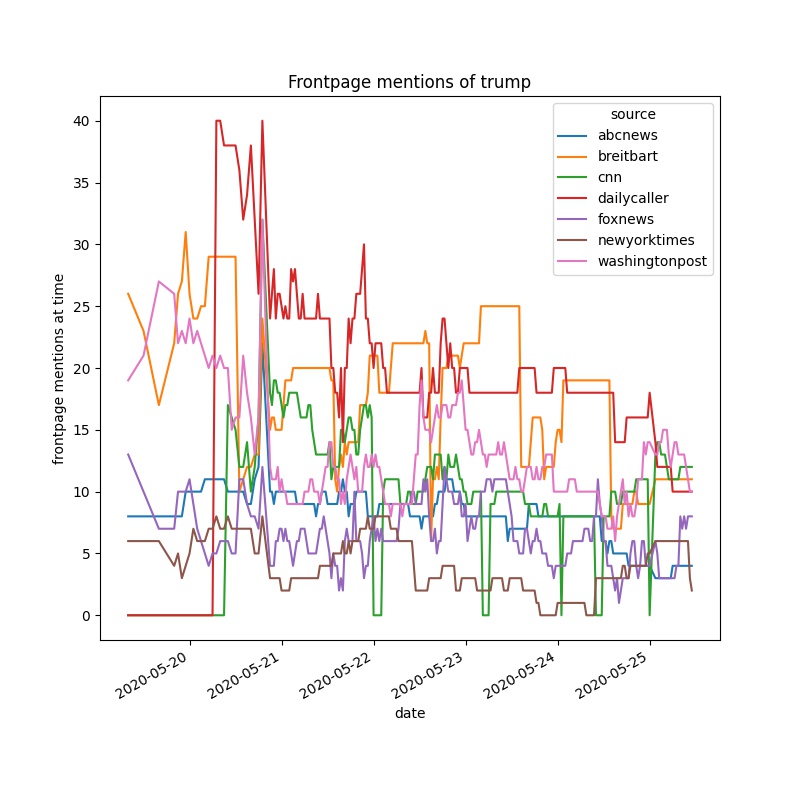 Frontpage mentions of trump
source
abcnews
breitbart
cnn
dailycaller
foxnews
newyorktimes
washingtonpost
frontpage mentions at time
40
35
30
25
20
15
10
5
0
2020-05-20
2020-05-21
2020-05-22
2020-05-23
2020-05-24
2020-05-25
date